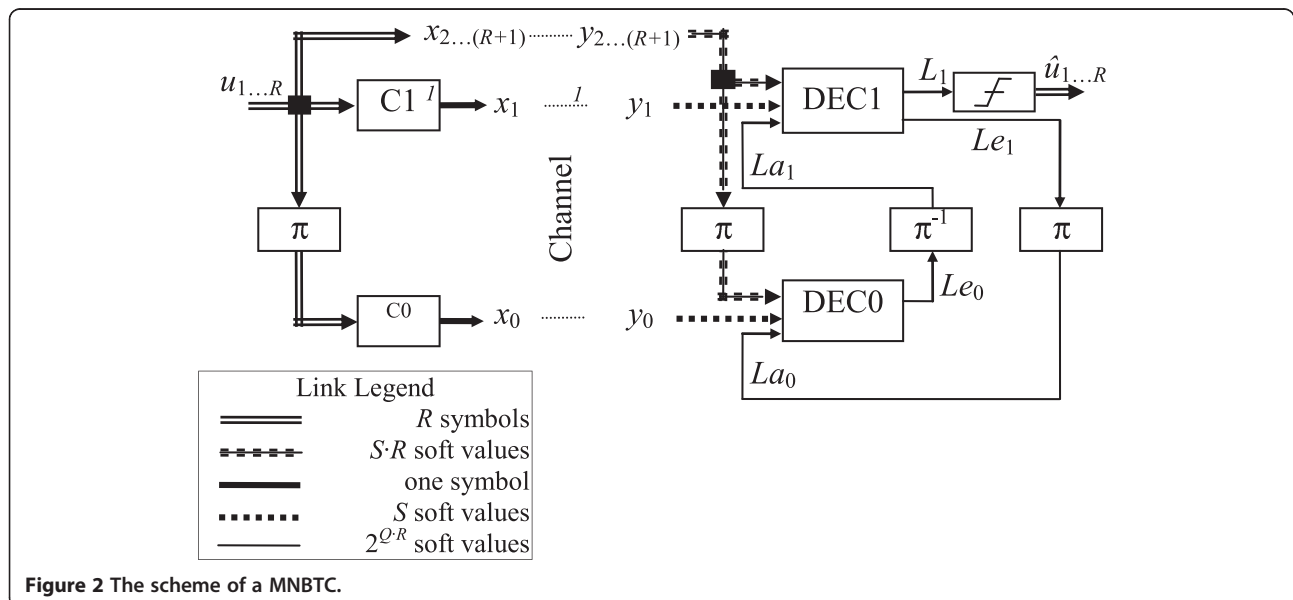 x₂…(R+1) ········ y₂…(R+1)
u₁…R
C1 ¹
x₁ ······· ¹ y₁
DEC1
L₁
û₁…R
Le₁
La₁
Channel
π
π
π⁻¹
π
C0
x₀ ········ y₀
DEC0
Le₀
La₀
Link Legend
R symbols
S·R soft values
one symbol
S soft values
2^{Q·R} soft values
Figure 2 The scheme of a MNBTC.